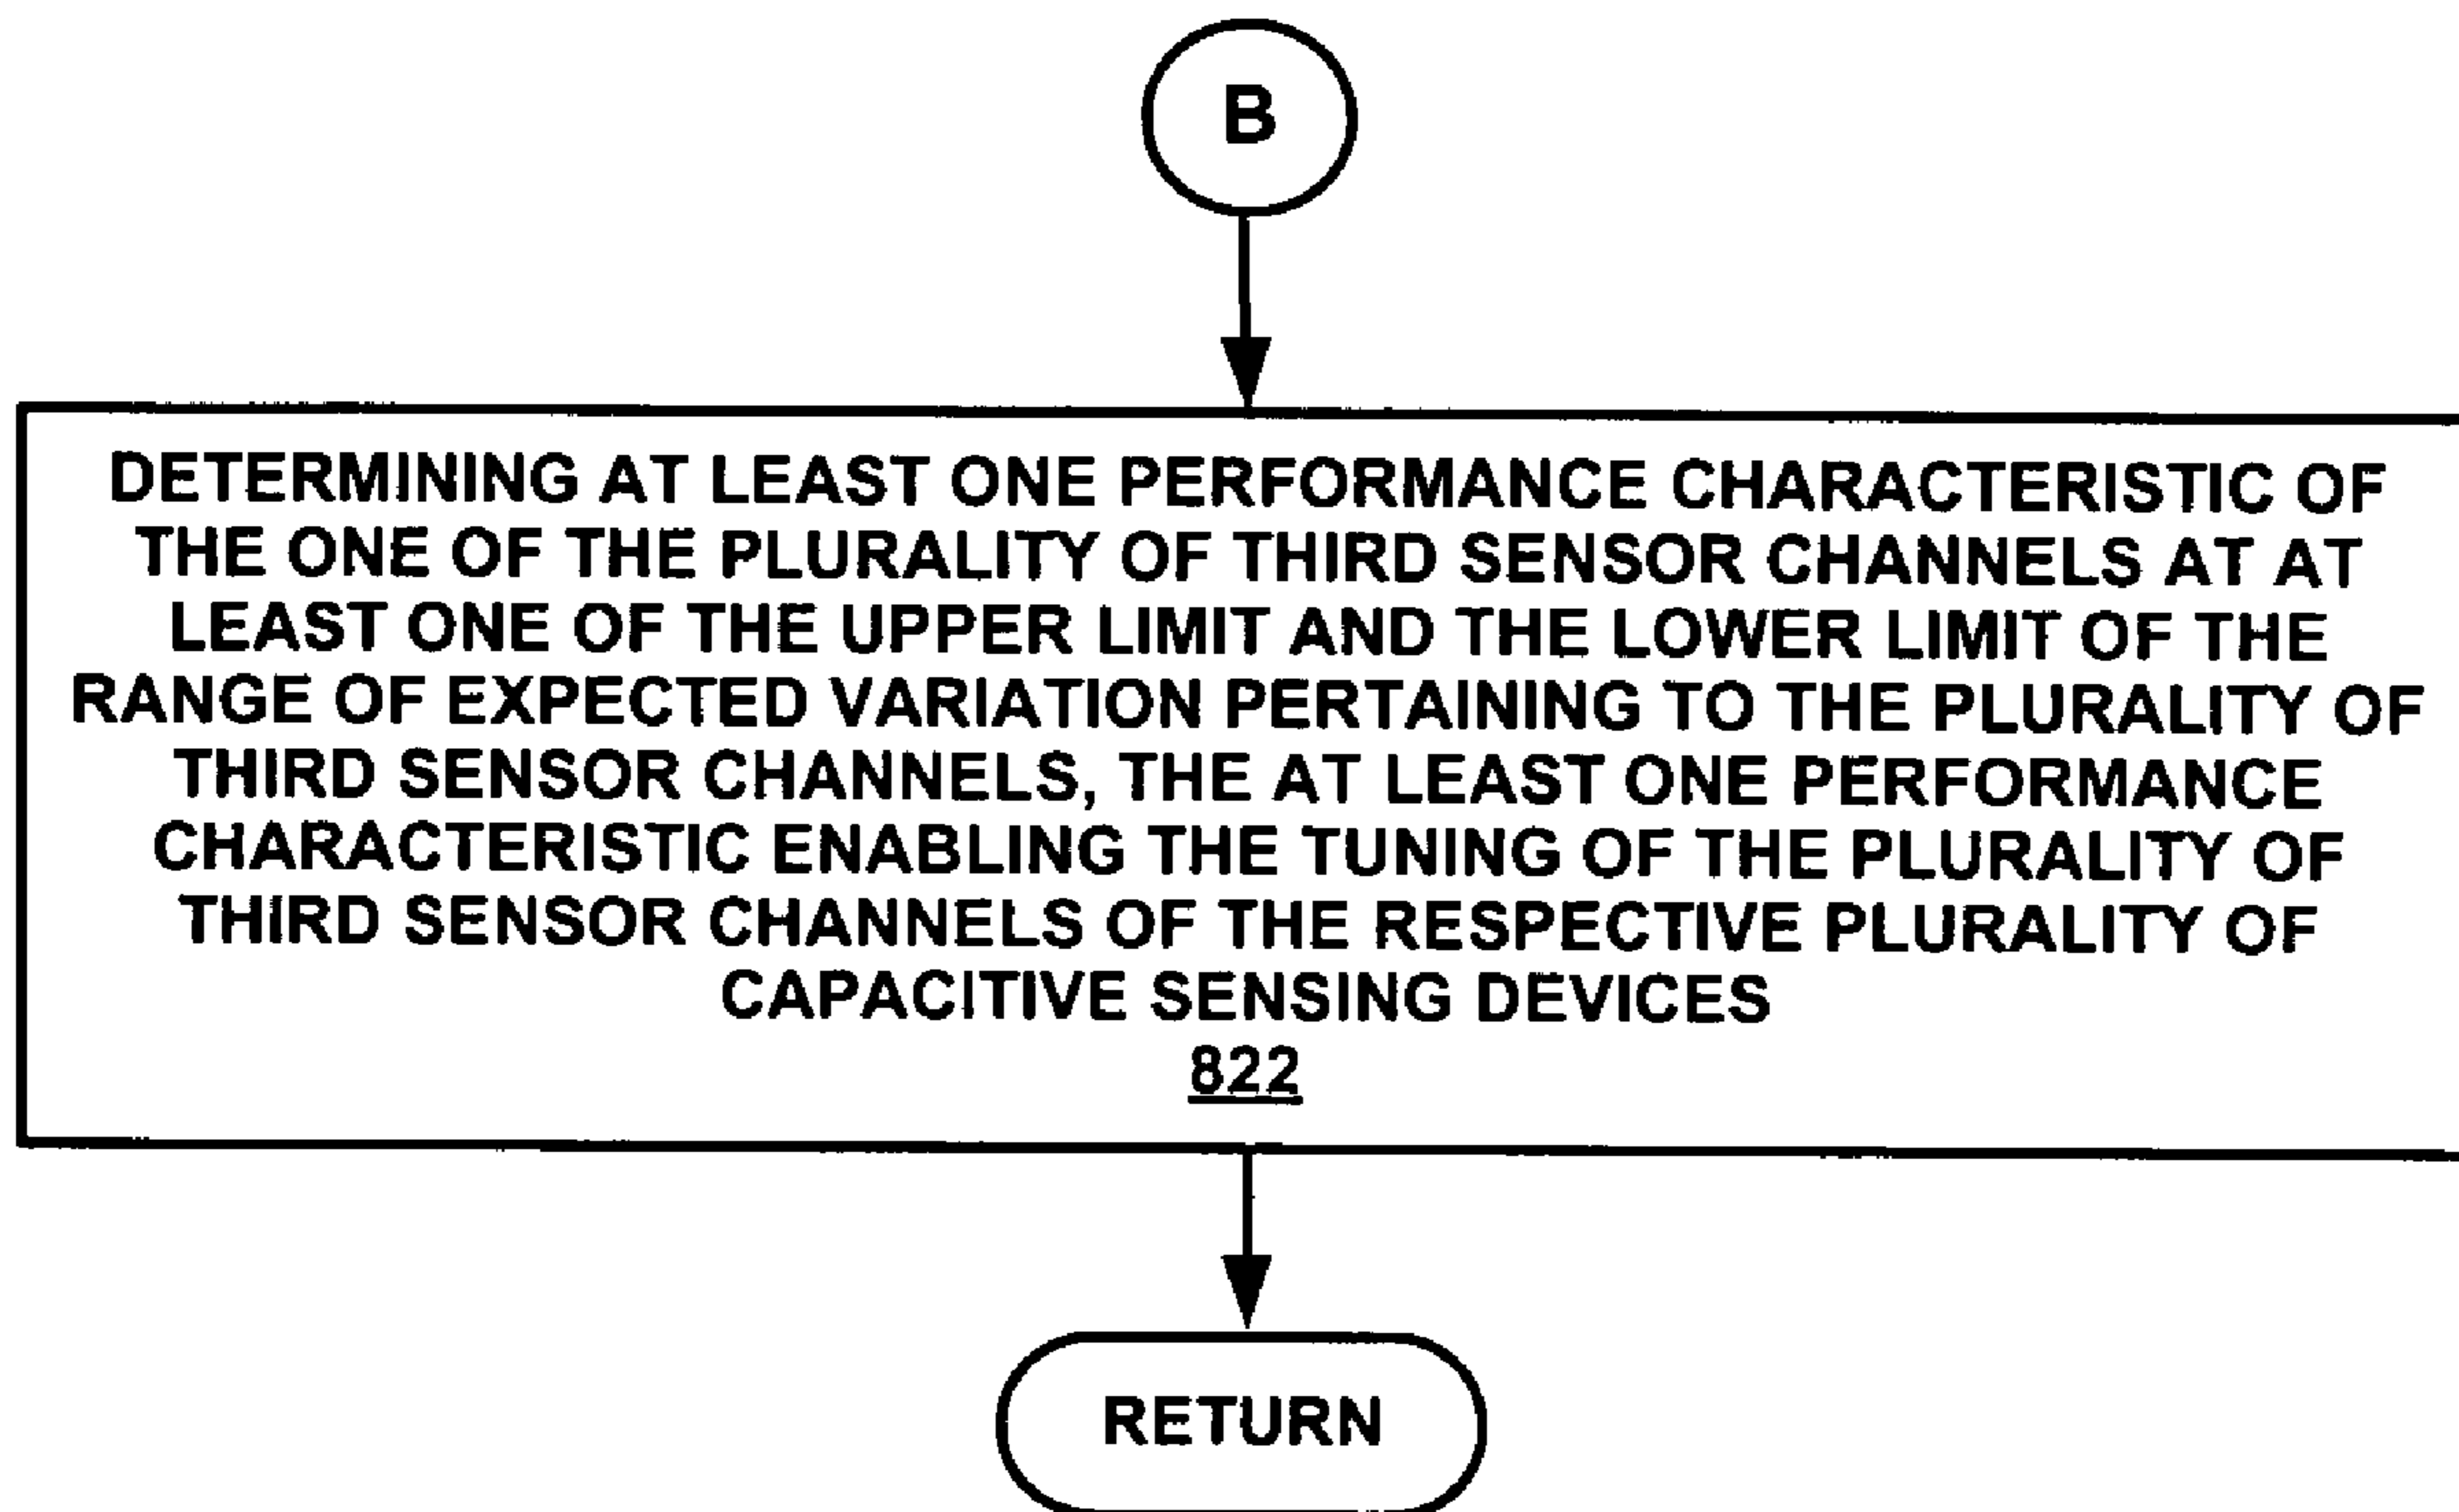 B
DETERMINING AT LEAST ONE PERFORMANCE CHARACTERISTIC OF
THE ONE OF THE PLURALITY OF THIRD SENSOR CHANNELS AT AT
LEAST ONE OF THE UPPER LIMIT AND THE LOWER LIMIT OF THE
RANGE OF EXPECTED VARIATION PERTAINING TO THE PLURALITY OF
THIRD SENSOR CHANNELS, THE AT LEAST ONE PERFORMANCE
CHARACTERISTIC ENABLING THE TUNING OF THE PLURALITY OF
THIRD SENSOR CHANNELS OF THE RESPECTIVE PLURALITY OF
CAPACITIVE SENSING DEVICES
822
RETURN